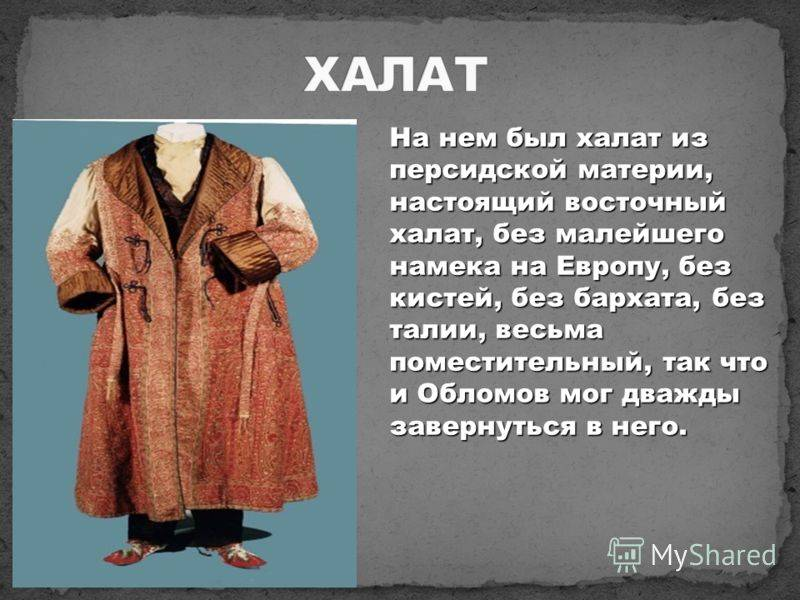 ХАЛАТ
На нем был халат из
персидской материи,
настоящий восточный
халат, без малейшего
намека на Европу, без
кистей, без бархата, без
талии, весьма
поместительный, так что
и Обломов мог дважды
завернуться в него.
MyShared